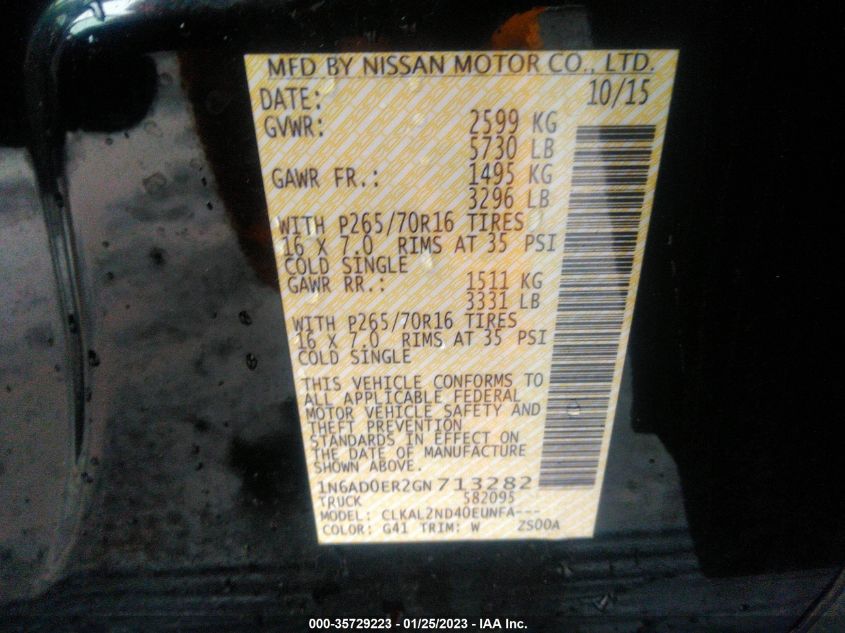 MFD BY NISSAN MOTOR CO., LTD.
DATE: 10/15
GVWR: 2599 KG
5730 LB
GAWR FR.: 1495 KG
3296 LB
WITH P265/70R16 TIRES
16 X 7.0 RIMS AT 35 PSI
COLD SINGLE
GAWR RR.: 1511 KG
3331 LB
WITH P265/70R16 TIRES
16 X 7.0 RIMS AT 35 PSI
COLD SINGLE
THIS VEHICLE CONFORMS TO
ALL APPLICABLE FEDERAL
MOTOR VEHICLE SAFETY AND
THEFT PREVENTION
STANDARDS IN EFFECT ON
THE DATE OF MANUFACTURE
SHOWN ABOVE.
1N6AD0ER2GN713282
TRUCK 582095
MODEL: CLKAL2ND40EUNFA---
COLOR: G41 TRIM: W ZS00A
000-35729223 - 01/25/2023 - IAA Inc.